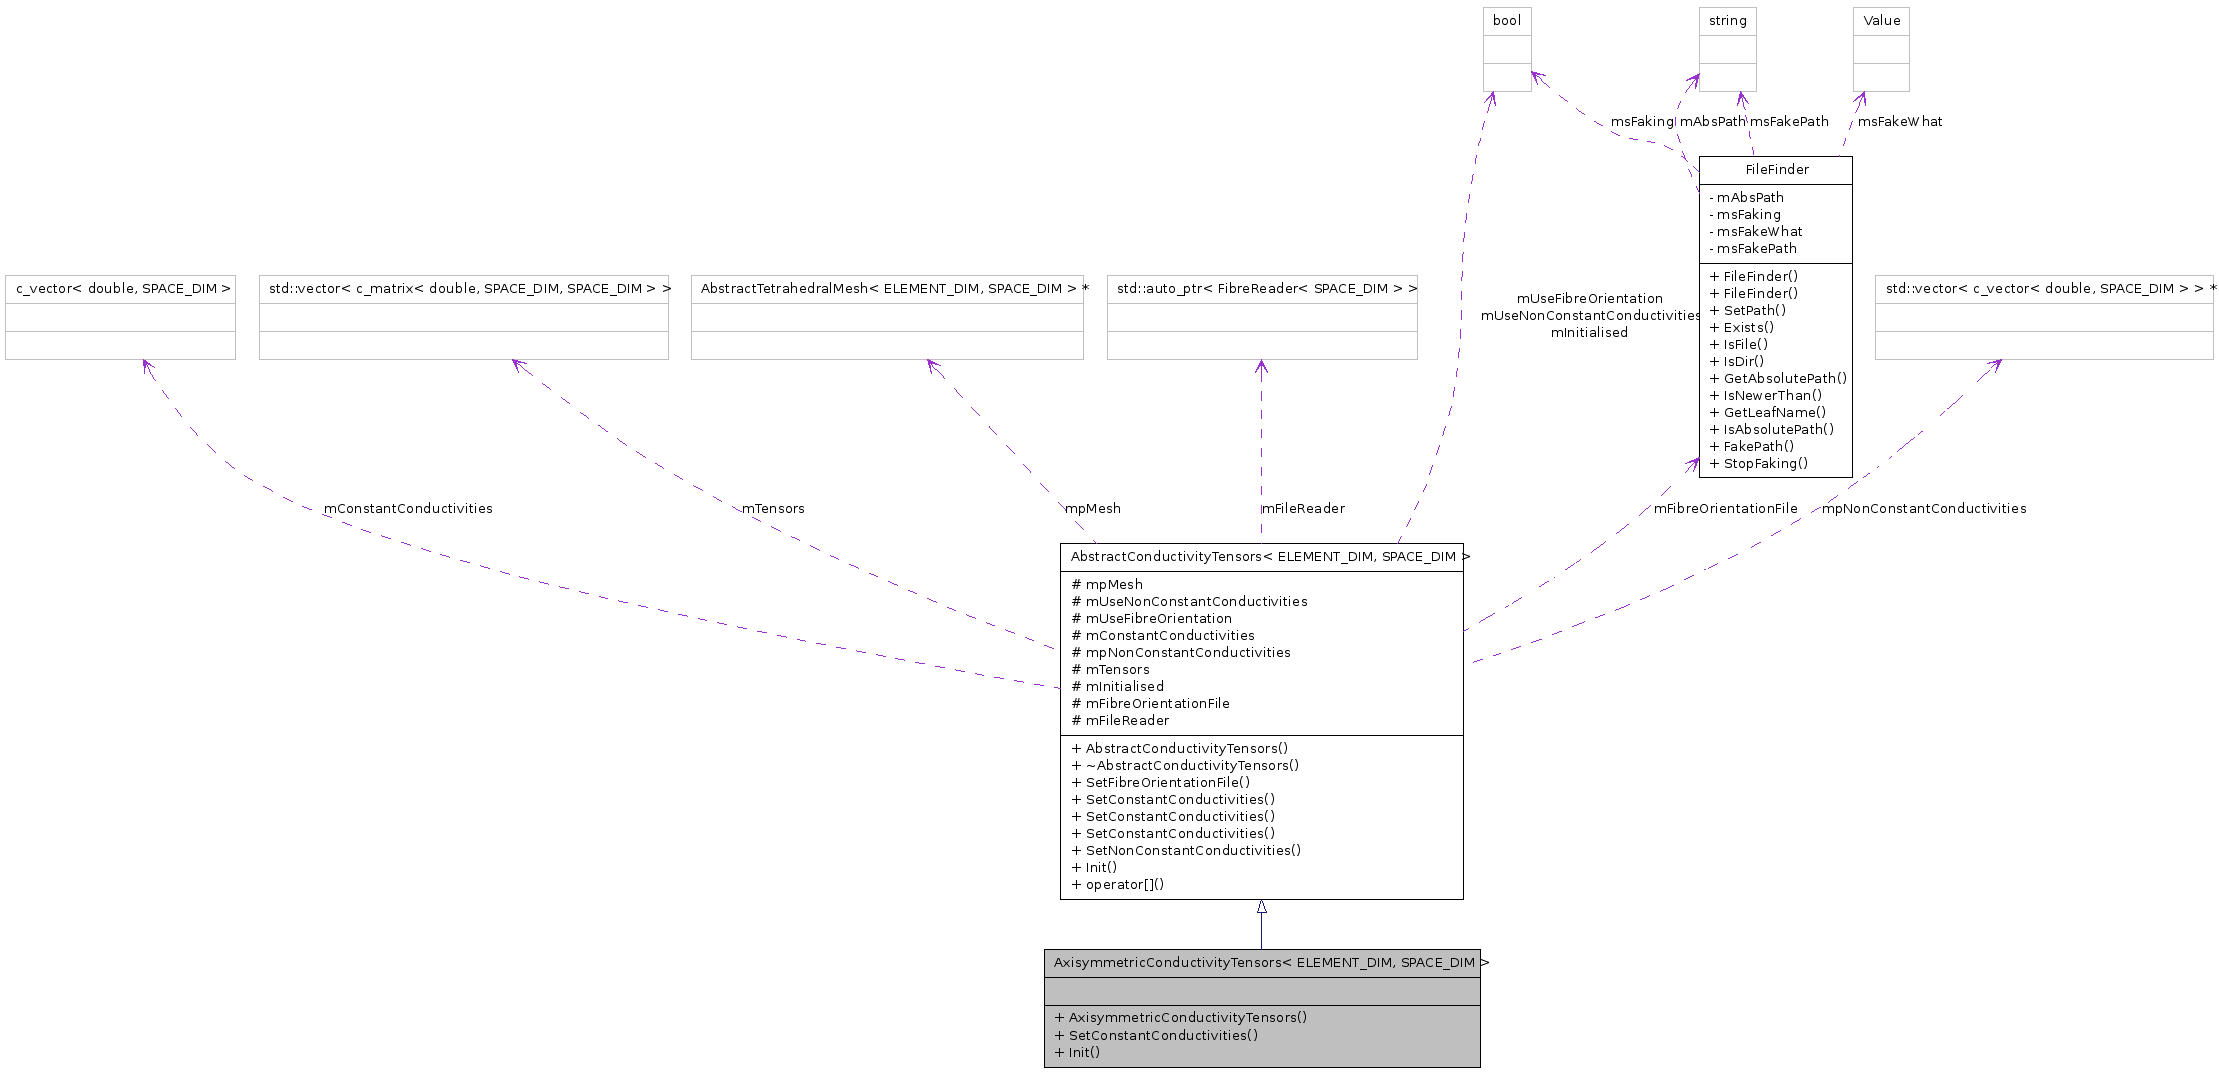 bool
string
Value
msFaking
mAbsPath
msFakePath
msFakeWhat
FileFinder
- mAbsPath
- msFaking
- msFakeWhat
- msFakePath
+ FileFinder()
+ FileFinder()
+ SetPath()
+ Exists()
+ IsFile()
+ IsDir()
+ GetAbsolutePath()
+ IsNewerThan()
+ GetLeafName()
+ IsAbsolutePath()
+ FakePath()
+ StopFaking()
c_vector< double, SPACE_DIM >
std::vector< c_matrix< double, SPACE_DIM, SPACE_DIM > >
AbstractTetrahedralMesh< ELEMENT_DIM, SPACE_DIM > *
std::auto_ptr< FibreReader< SPACE_DIM > >
mUseFibreOrientation
mUseNonConstantConductivities
mInitialised
std::vector< c_vector< double, SPACE_DIM > > *
mConstantConductivities
mTensors
mpMesh
mFileReader
mFibreOrientationFile
mpNonConstantConductivities
AbstractConductivityTensors< ELEMENT_DIM, SPACE_DIM >
# mpMesh
# mUseNonConstantConductivities
# mUseFibreOrientation
# mConstantConductivities
# mpNonConstantConductivities
# mTensors
# mInitialised
# mFibreOrientationFile
# mFileReader
+ AbstractConductivityTensors()
+ ~AbstractConductivityTensors()
+ SetFibreOrientationFile()
+ SetConstantConductivities()
+ SetConstantConductivities()
+ SetConstantConductivities()
+ SetNonConstantConductivities()
+ Init()
+ operator[]()
AxisymmetricConductivityTensors< ELEMENT_DIM, SPACE_DIM >
+ AxisymmetricConductivityTensors()
+ SetConstantConductivities()
+ Init()